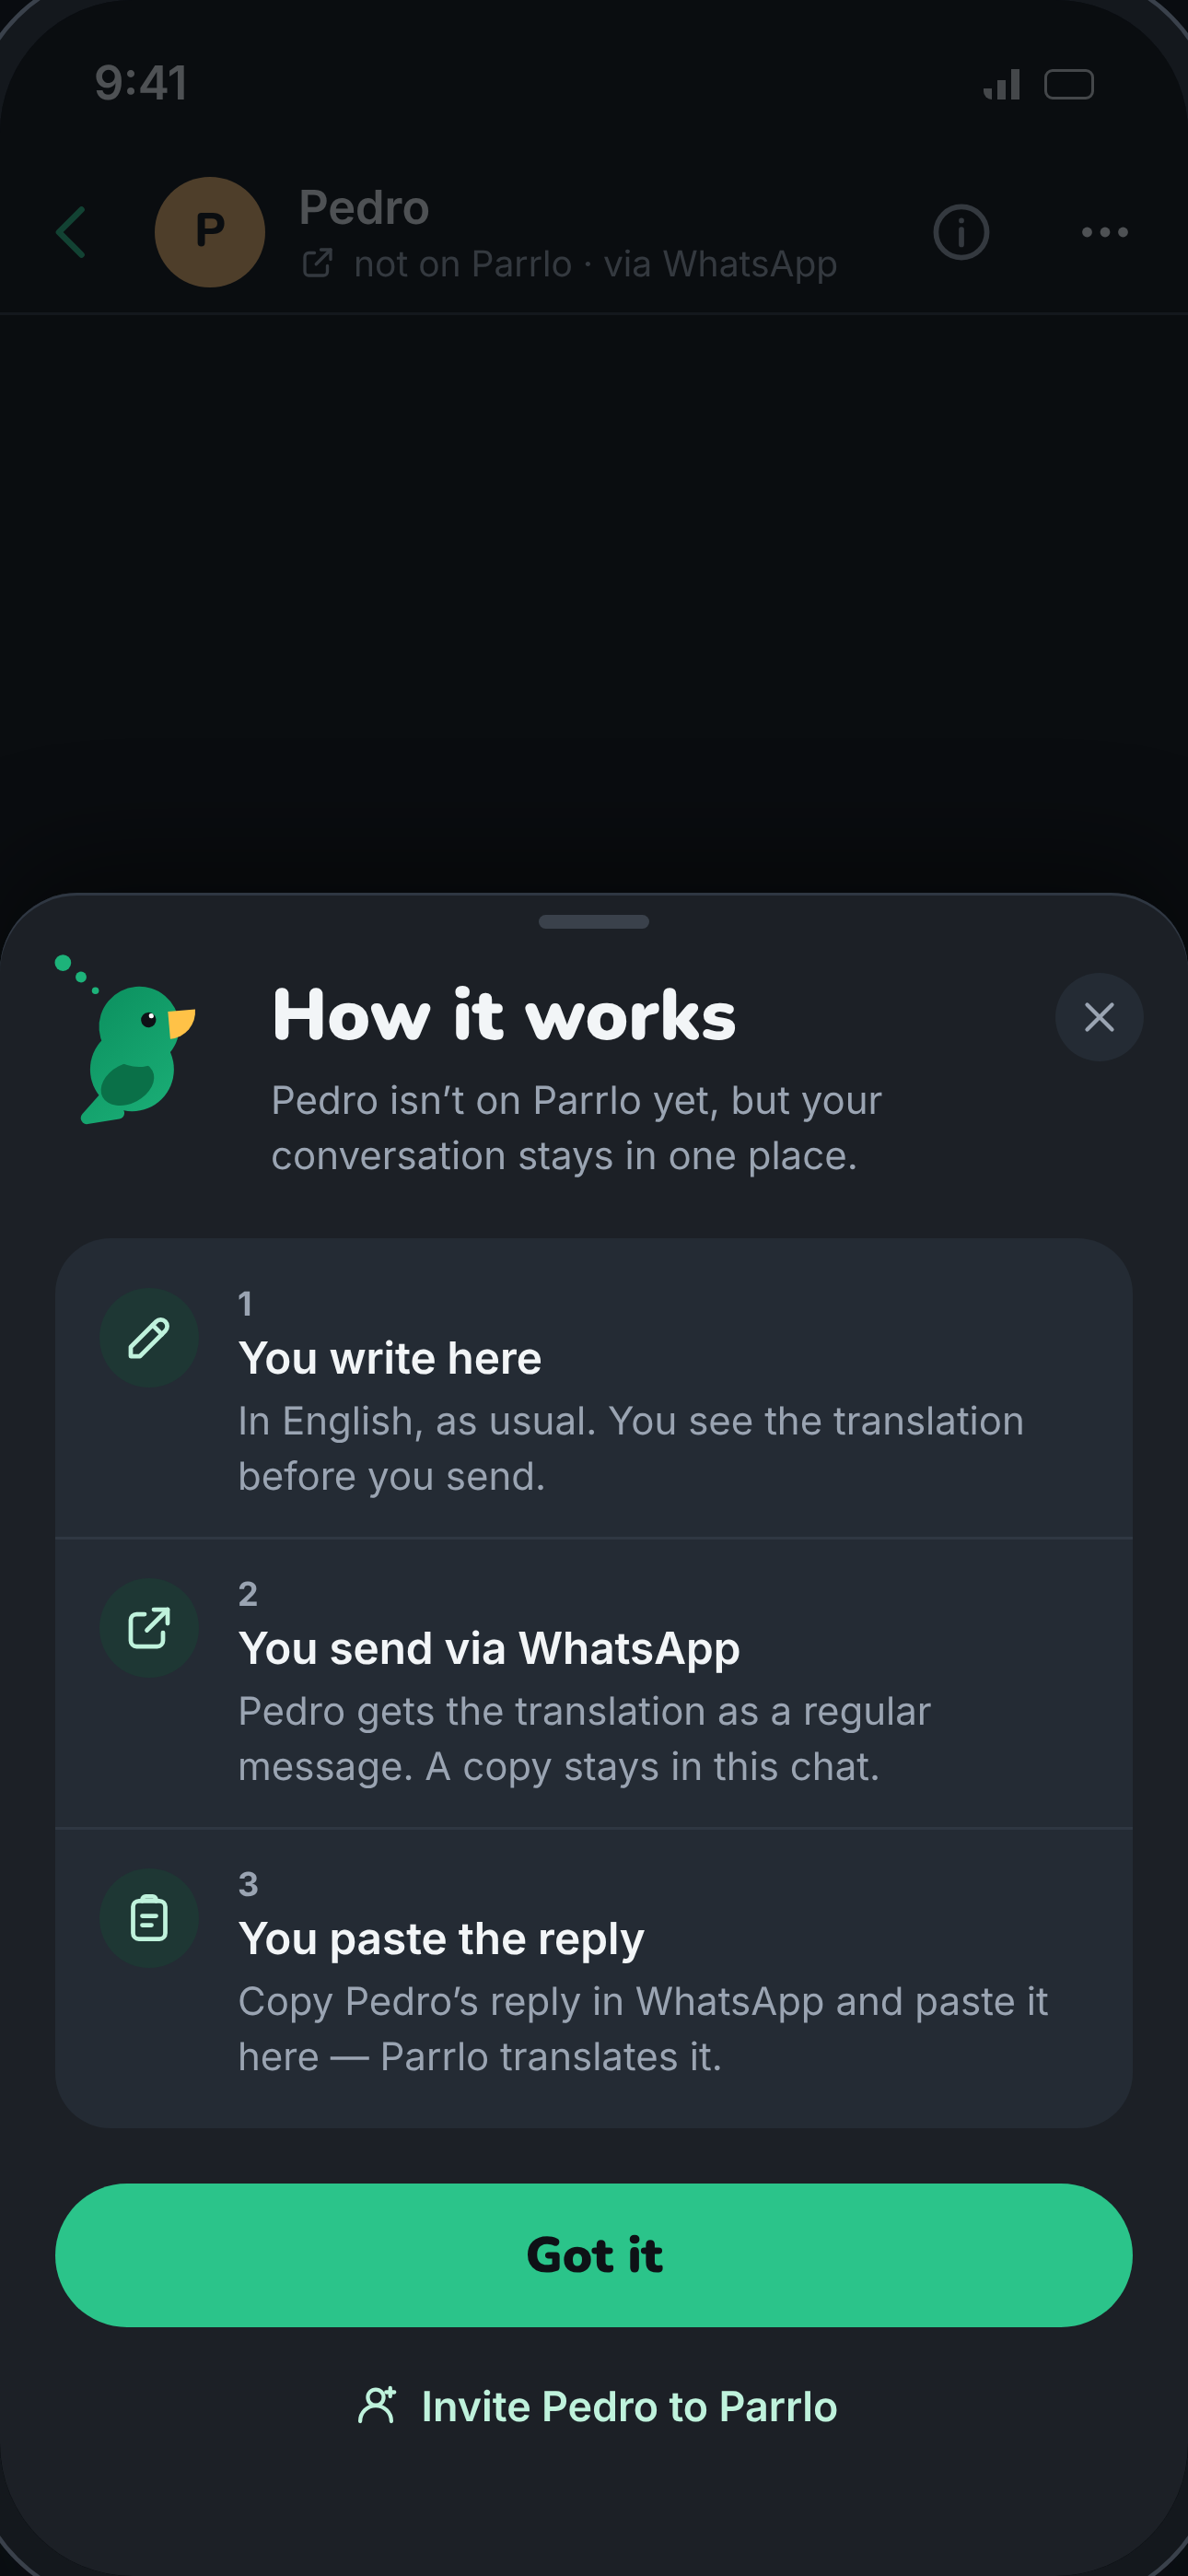 9:41
P
Pedro
not on Parrlo · via WhatsApp
How it works
Pedro isn’t on Parrlo yet, but your
conversation stays in one place.
1
You write here
In English, as usual. You see the translation
before you send.
2
You send via WhatsApp
Pedro gets the translation as a regular
message. A copy stays in this chat.
3
You paste the reply
Copy Pedro’s reply in WhatsApp and paste it
here — Parrlo translates it.
Got it
Invite Pedro to Parrlo